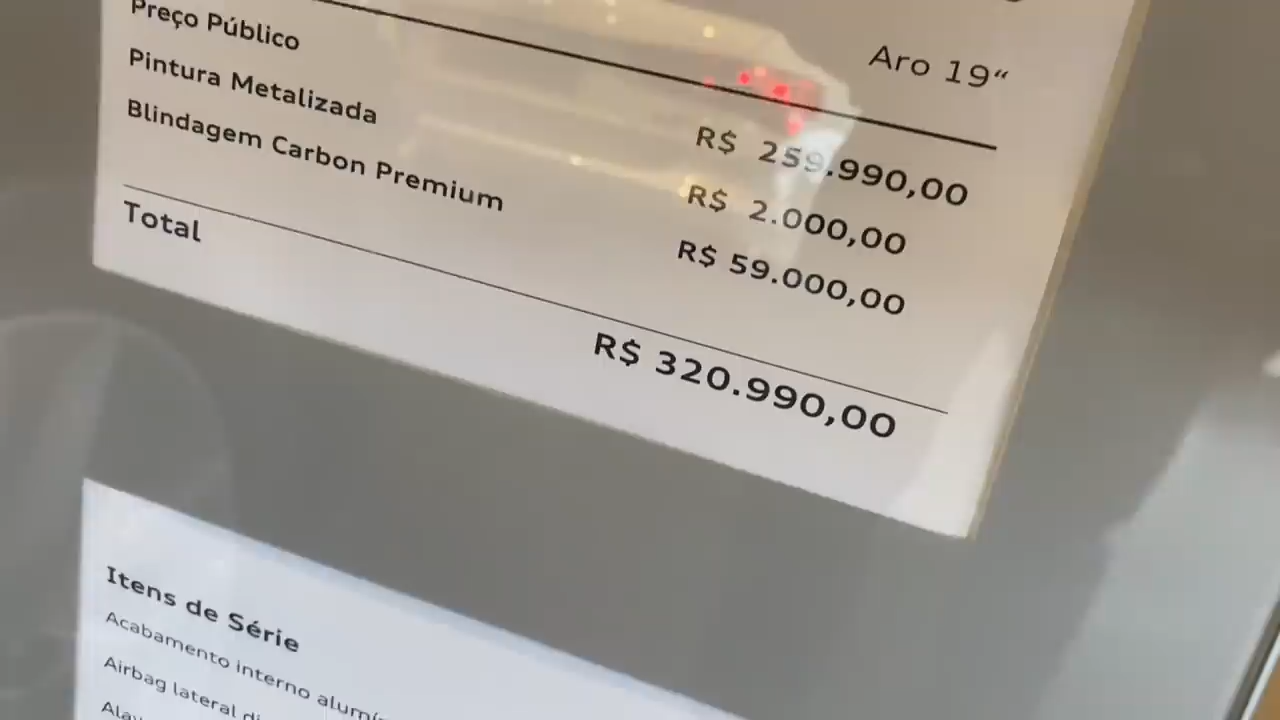 Aro 19“
Preço Público R$ 259.990,00
Pintura Metalizada R$ 2.000,00
Blindagem Carbon Premium R$ 59.000,00
Total R$ 320.990,00
Itens de Série
Acabamento interno
Airbag lateral